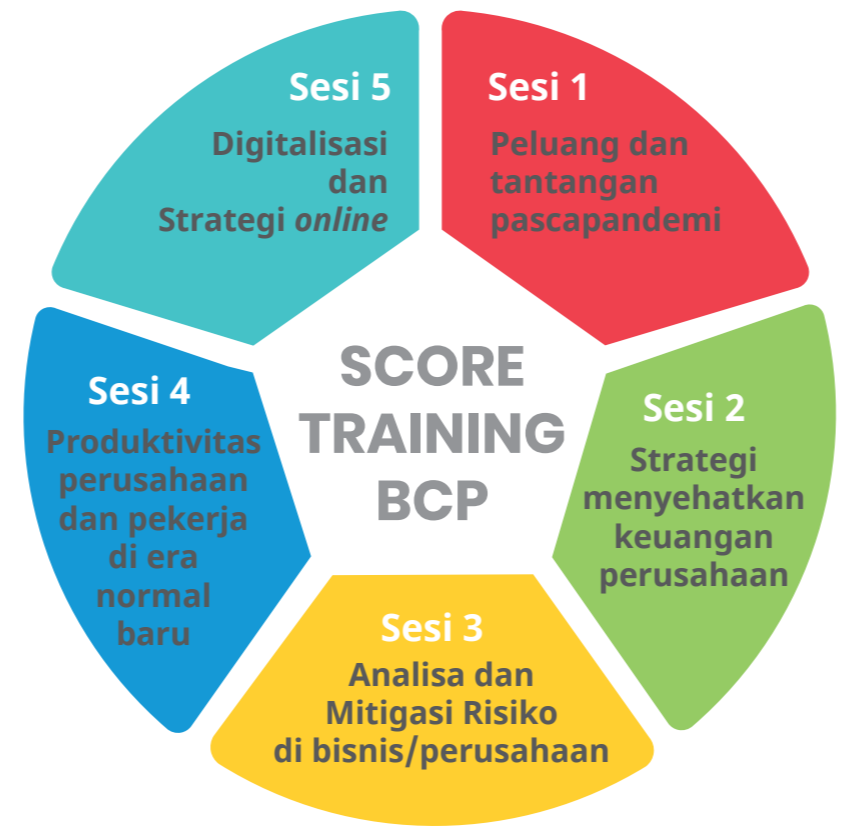 SCORE
TRAINING
BCP
Sesi 1
Peluang dan
tantangan
pascapandemi
Sesi 2
Strategi
menyehatkan
keuangan
perusahaan
Sesi 3
Analisa dan
Mitigasi Risiko
di bisnis/perusahaan
Sesi 4
Produktivitas
perusahaan
dan pekerja
di era
normal
baru
Sesi 5
Digitalisasi
dan
Strategi online